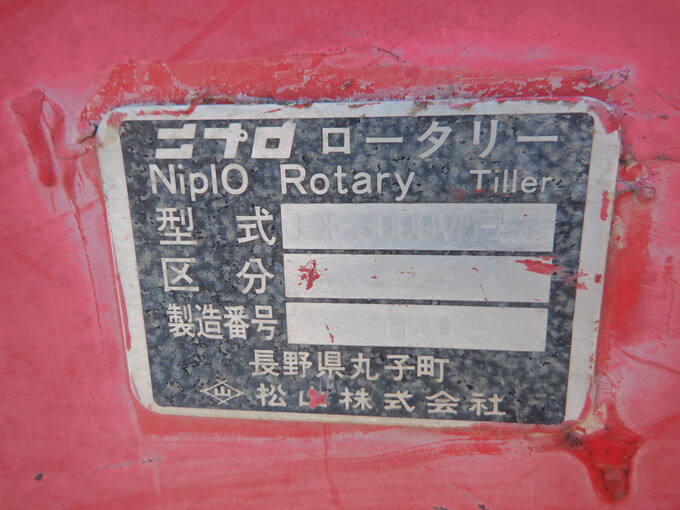 ニプロ ロータリー
NiplO Rotary Tiller
型式
区分
製造番号
長野県丸子町
松山株式会社